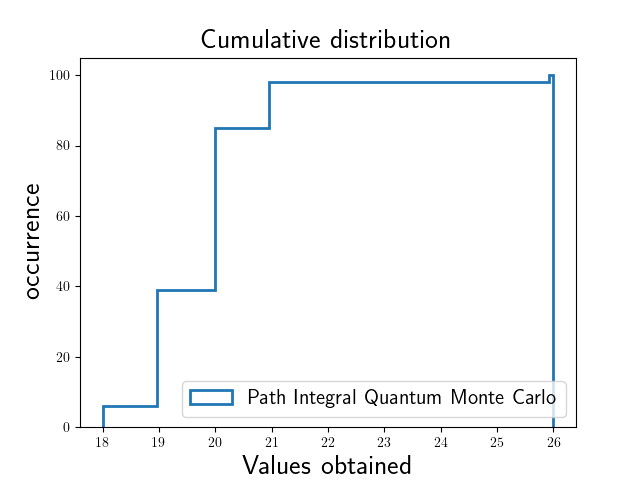 Cumulative distribution
100
80
60
40
20
0
occurrence
Path Integral Quantum Monte Carlo
18 19 20 21 22 23 24 25 26
Values obtained